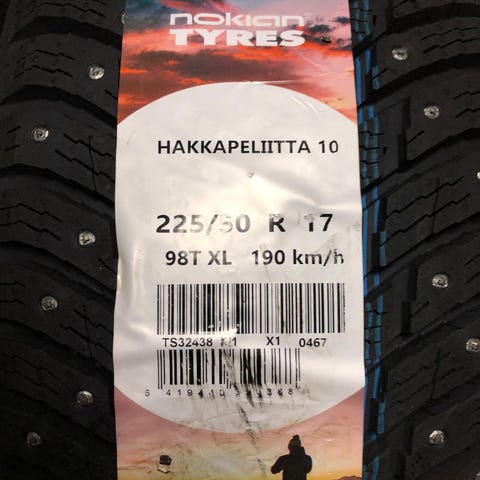 nokian
TYRES
HAKKAPELIITTA 10
225/50 R 17
98T XL 190 km/h
TS32438 X1 0467